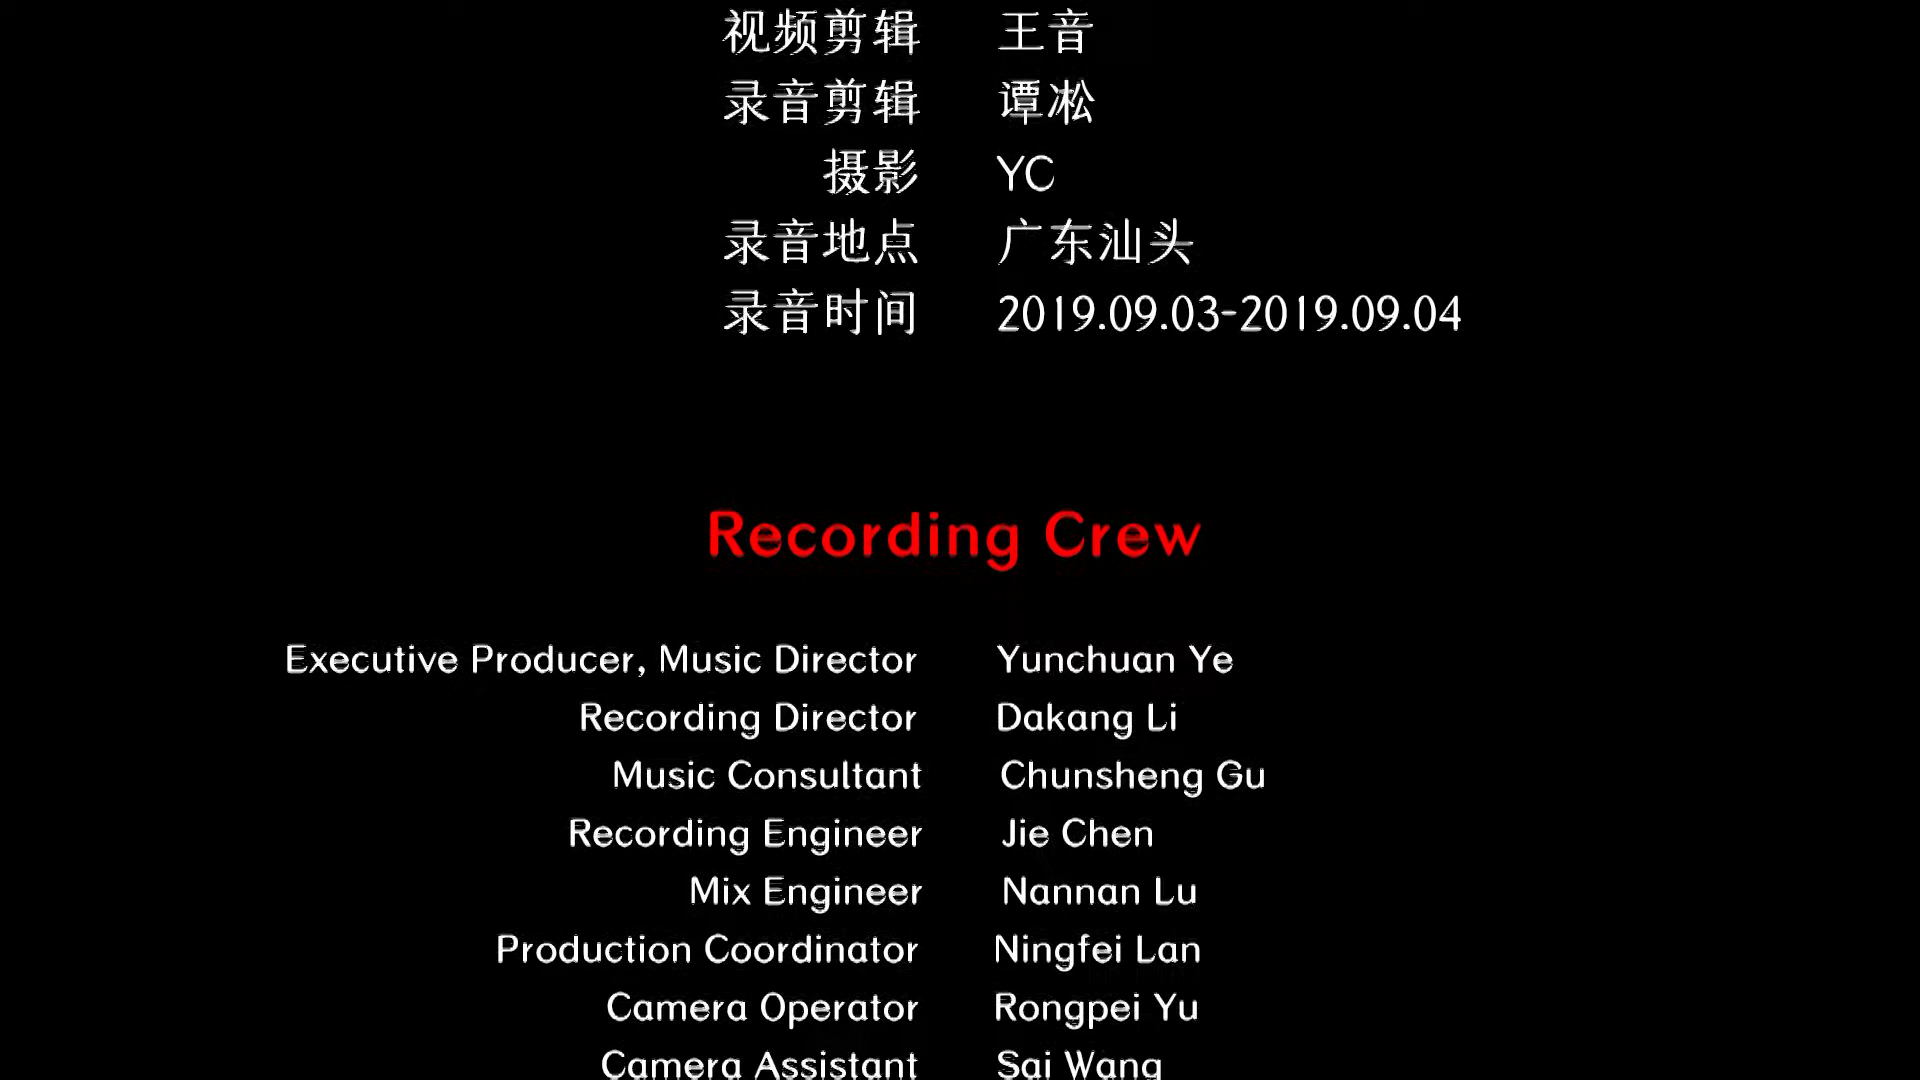 视频剪辑 王音
录音剪辑 谭凇
摄影 YC
录音地点 广东汕头
录音时间 2019.09.03-2019.09.04
Recording Crew
Executive Producer, Music Director Yunchuan Ye
Recording Director Dakang Li
Music Consultant Chunsheng Gu
Recording Engineer Jie Chen
Mix Engineer Nannan Lu
Production Coordinator Ningfei Lan
Camera Operator Rongpei Yu
Camera Assistant Sai Wang